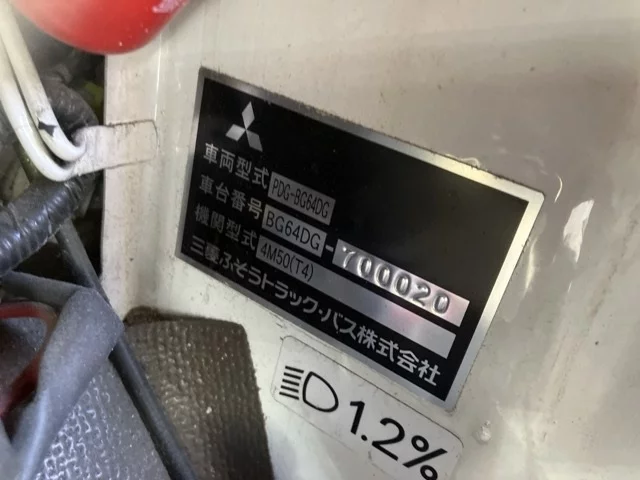 車両型式 PDG-BG64DG
車台番号 BG64DG-700020
機関型式 4M50(T4)
三菱ふそうトラック・バス株式会社
1.2%